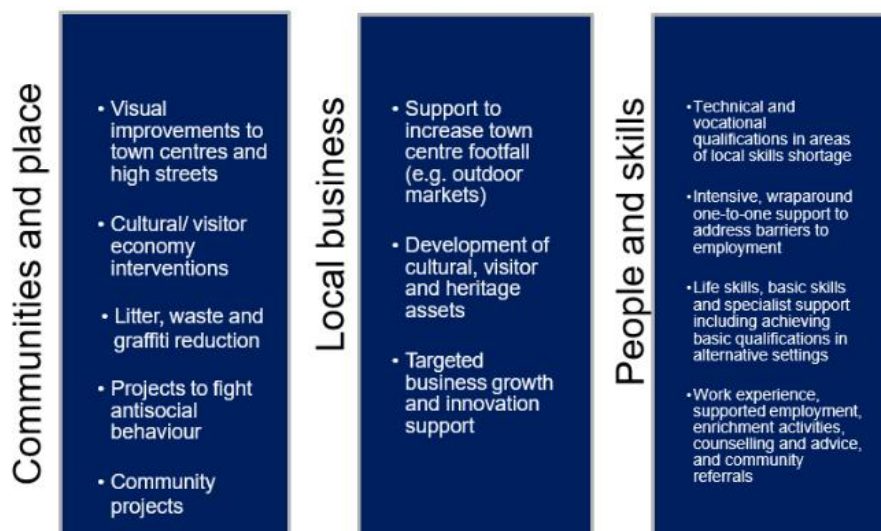 Communities and place
• Visual
improvements to
town centres and
high streets
• Cultural/ visitor
economy
interventions
• Litter, waste and
graffiti reduction
• Projects to fight
antisocial
behaviour
• Community
projects
Local business
• Support to
increase town
centre footfall
(e.g. outdoor
markets)
• Development of
cultural, visitor
and heritage
assets
• Targeted
business growth
and innovation
support
People and skills
•Technical and
vocational
qualifications in areas
of local skills shortage
•Intensive, wraparound
one-to-one support to
address barriers to
employment
•Life skills, basic skills
and specialist support
including achieving
basic qualifications in
alternative settings
•Work experience,
supported employment,
enrichment activities,
counselling and advice,
and community
referrals